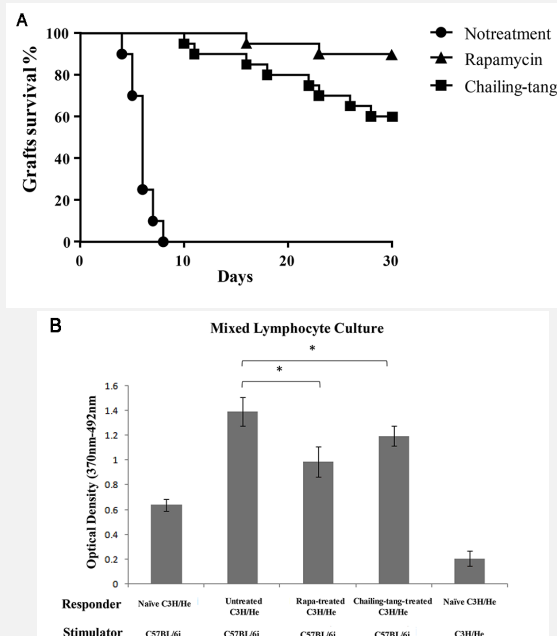 A
100
80
60
40
20
0
Grafts survival %
0 10 20 30
Days
Notreatment
Rapamycin
Chailing-tang
B
Mixed Lymphocyte Culture
*
*
Optical Density (370nm-492nm
1.6
1.4
1.2
1
0.8
0.6
0.4
0.2
0
Responder Naïve C3H/He Untreated C3H/He Rapa-treated C3H/He Chailing-tang-treated C3H/He Naïve C3H/He
Stimulator C57BL/6j C57BL/6j C57BL/6j C57BL/6j C3H/He